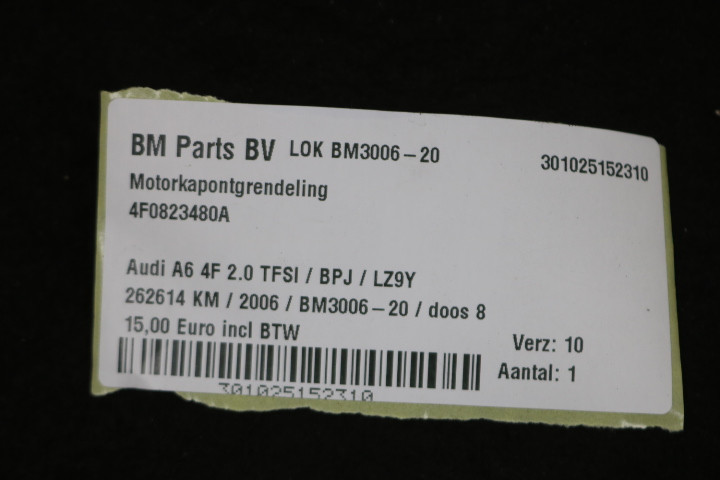 BM Parts BV LOK BM3006-20 301025152310
Motorkapontgrendeling
4F0823480A
Audi A6 4F 2.0 TFSI / BPJ / LZ9Y
262614 KM / 2006 / BM3006-20 / doos 8
15,00 Euro incl BTW Verz: 10
Aantal: 1
301025152310